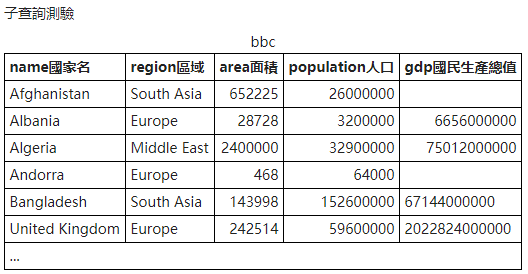 子查詢測驗
bbc
name國家名 region區域 area面積 population人口 gdp國民生產總值
Afghanistan South Asia 652225 26000000
Albania Europe 28728 3200000 6656000000
Algeria Middle East 2400000 32900000 75012000000
Andorra Europe 468 64000
Bangladesh South Asia 143998 152600000 67144000000
United Kingdom Europe 242514 59600000 2022824000000
...